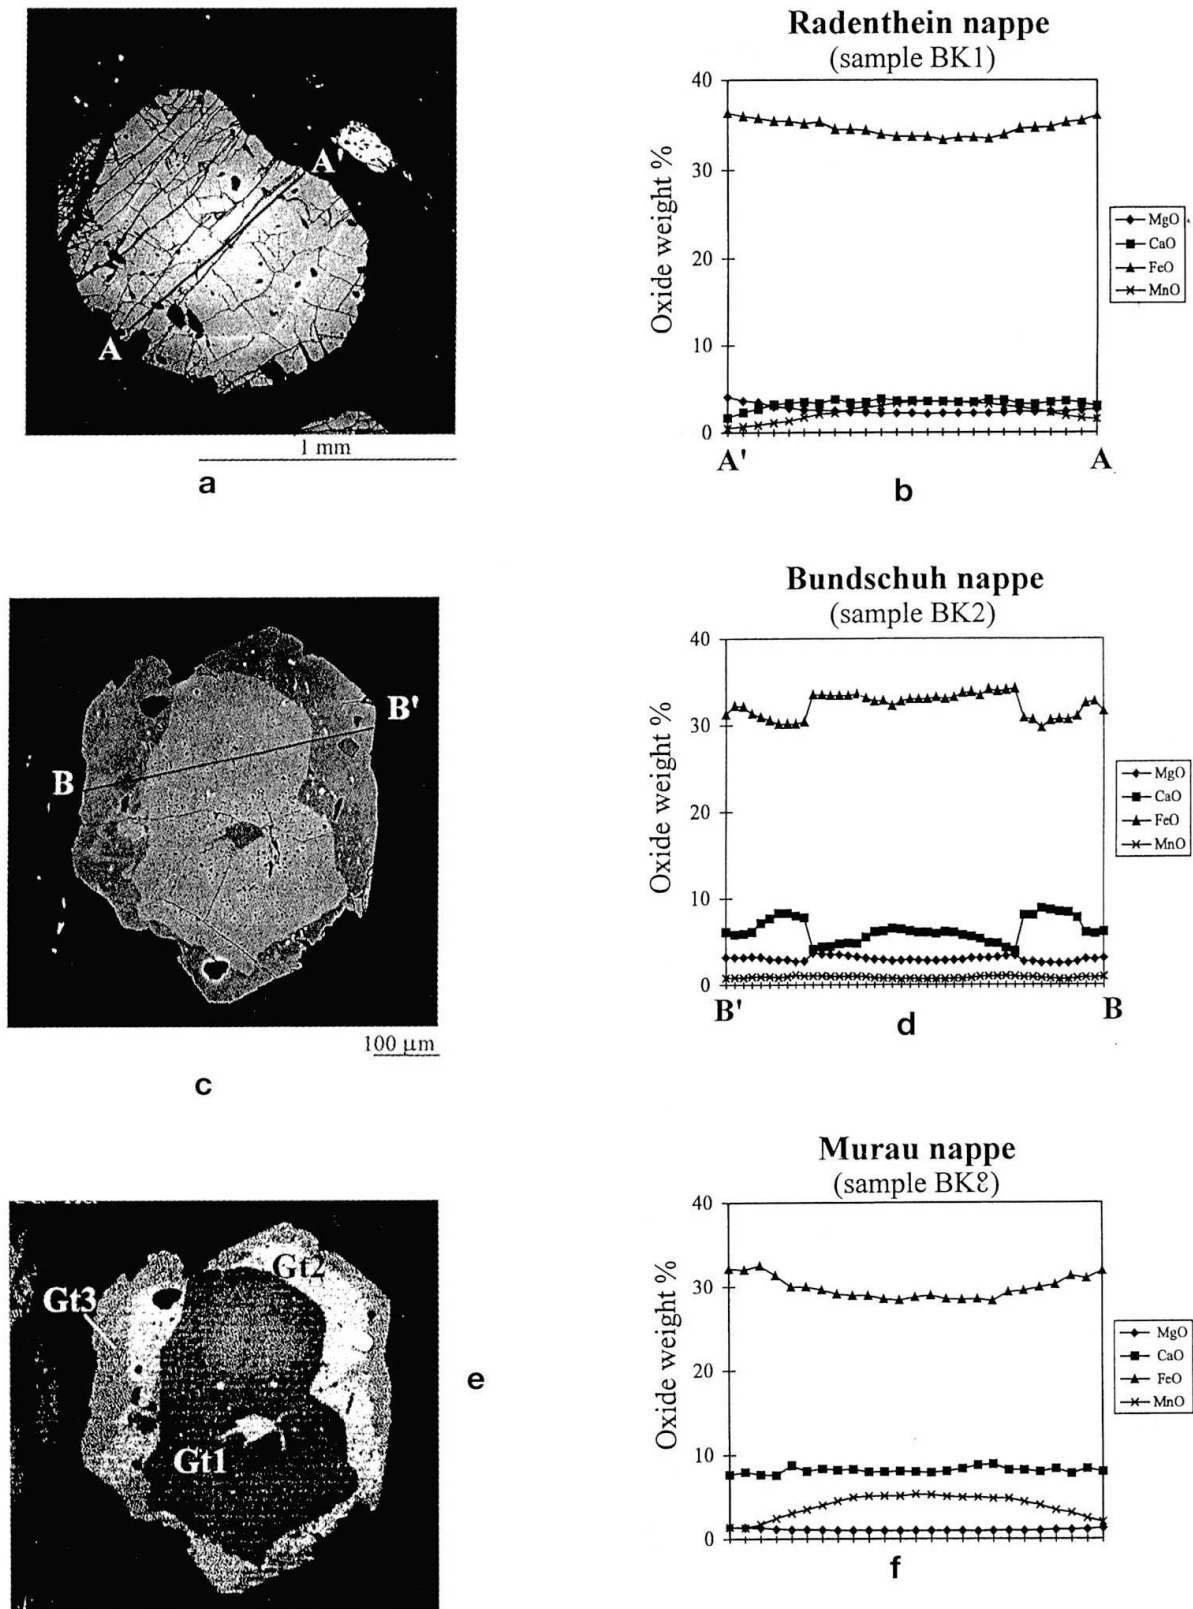 Radenthein nappe
(sample BK1)
A'
A
1 mm
a
Oxide weight %
40
30
20
10
0
MgO
CaO
FeO
MnO
A'
A
b
Bundschuh nappe
(sample BK2)
B'
B
100 µm
c
Oxide weight %
40
30
20
10
0
MgO
CaO
FeO
MnO
B'
B
d
Murau nappe
(sample BK8)
Gt2
Gt3
Gt1
e
Oxide weight %
40
30
20
10
0
MgO
CaO
FeO
MnO
f